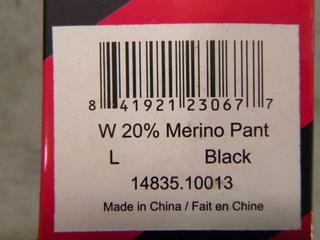 8 41921 23067 7
W 20% Merino Pant
L Black
14835.10013
Made in China / Fait en Chine